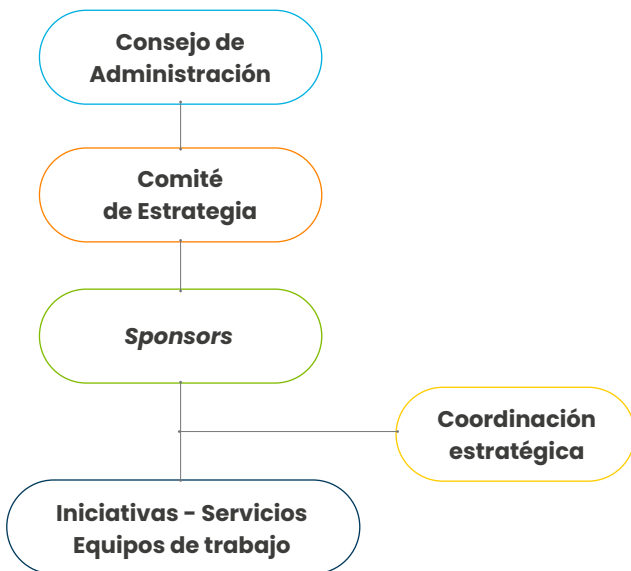 Consejo de
Administración
Comité
de Estrategia
Sponsors
Coordinación
estratégica
Iniciativas - Servicios
Equipos de trabajo